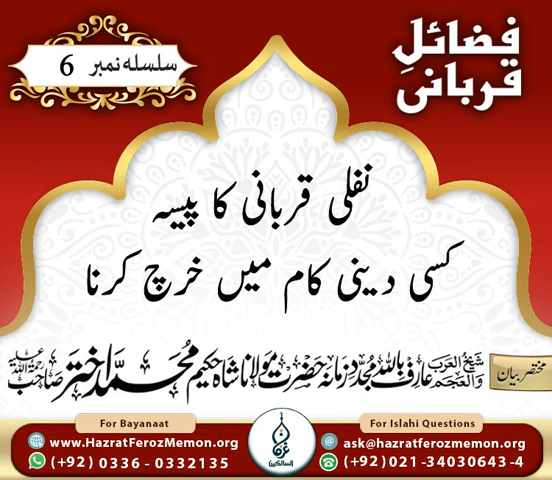 فضائلِ
قربانی
سلسلہ نمبر 6
نفلی قربانی کا پیسہ
کسی دینی کام میں خرچ کرنا
مختصر بیان
شیخ العرب والعجم عارف باللہ مجدد زمانہ حضرت مولانا شاہ حکیم محمد اختر صاحب رحمۃ اللہ علیہ
For Bayanaat
www.HazratFerozMemon.org
(+92) 0336 - 0332135
السالکین
For Islahi Questions
ask@hazratferozmemon.org
(+92) 021 -34030643 -4